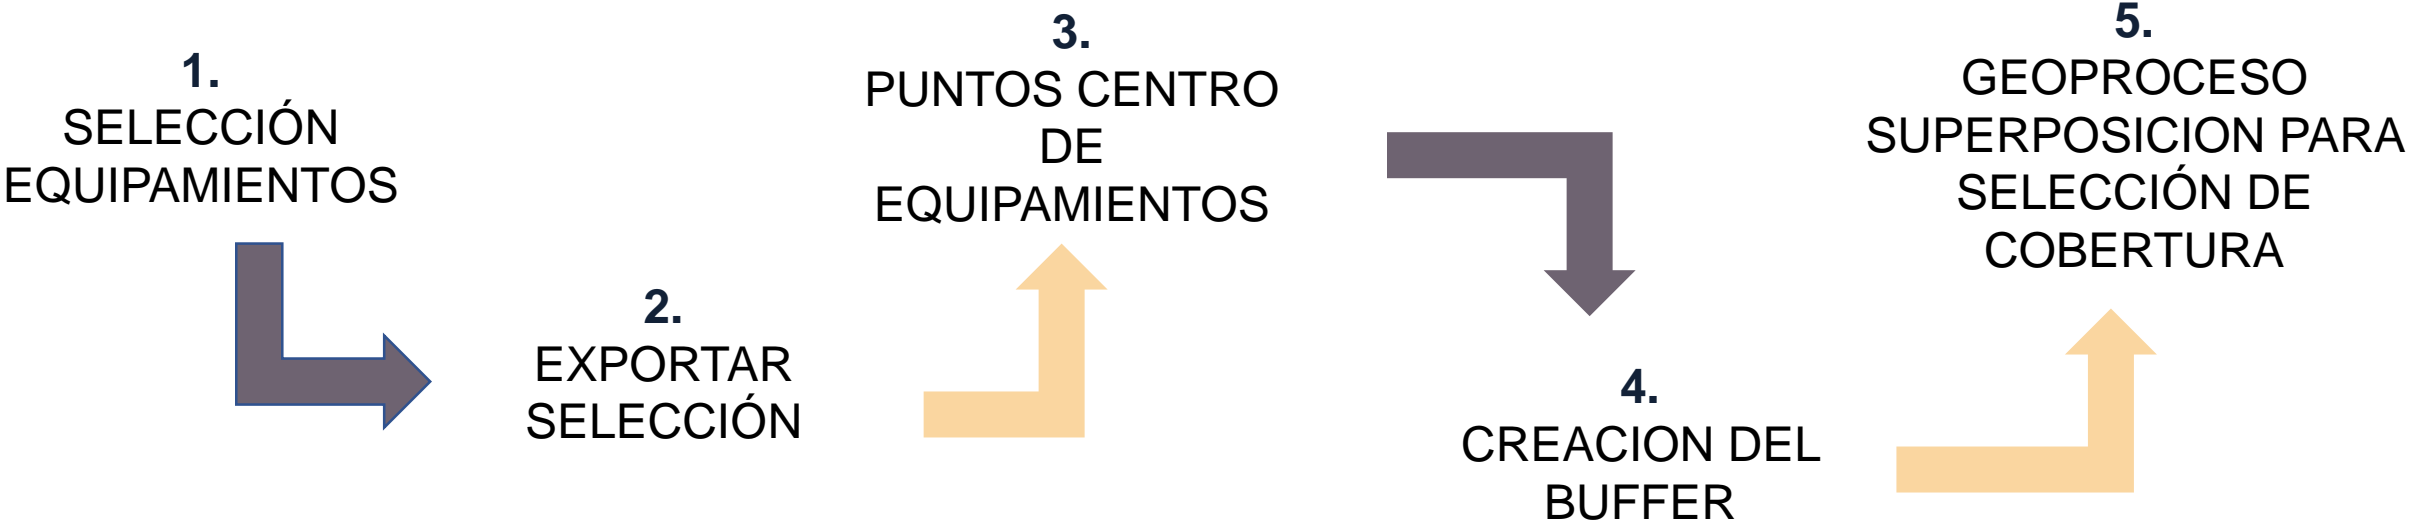 1.
SELECCIÓN
EQUIPAMIENTOS
2.
EXPORTAR
SELECCIÓN
3.
PUNTOS CENTRO
DE
EQUIPAMIENTOS
4.
CREACION DEL
BUFFER
5.
GEOPROCESO
SUPERPOSICION PARA
SELECCIÓN DE
COBERTURA